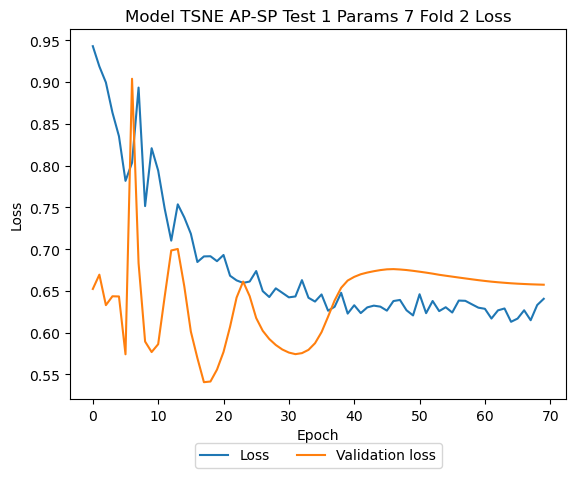 Model TSNE AP-SP Test 1 Params 7 Fold 2 Loss
0.95
0.90
0.85
0.80
0.75
0.70
0.65
0.60
0.55
Loss
0 10 20 30 40 50 60 70
Epoch
Loss Validation loss